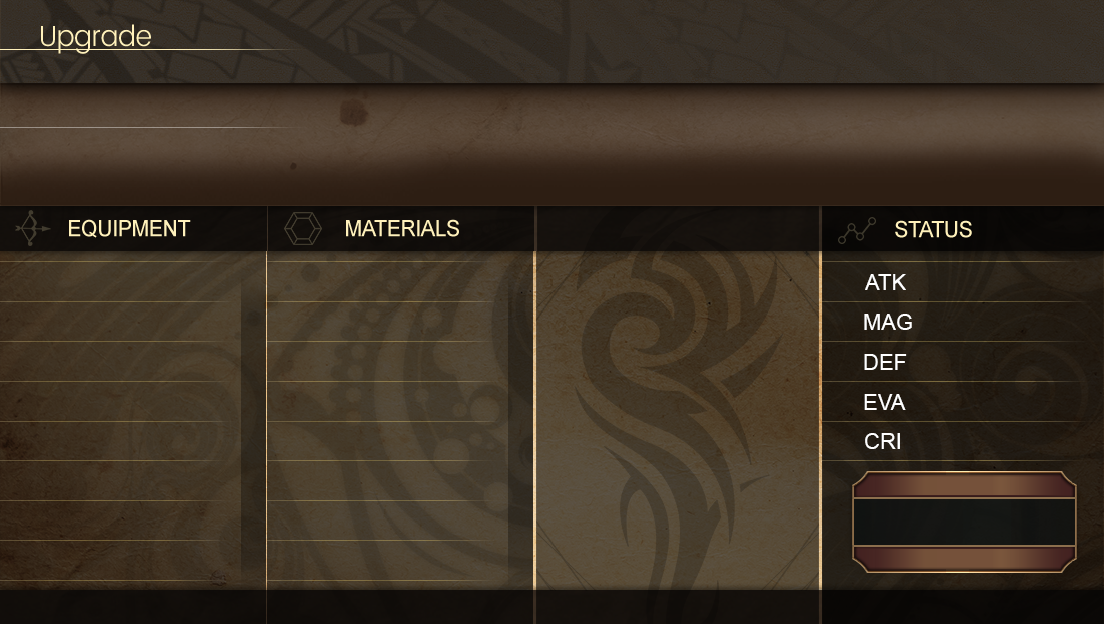 Upgrade
EQUIPMENT
MATERIALS
STATUS
ATK
MAG
DEF
EVA
CRI